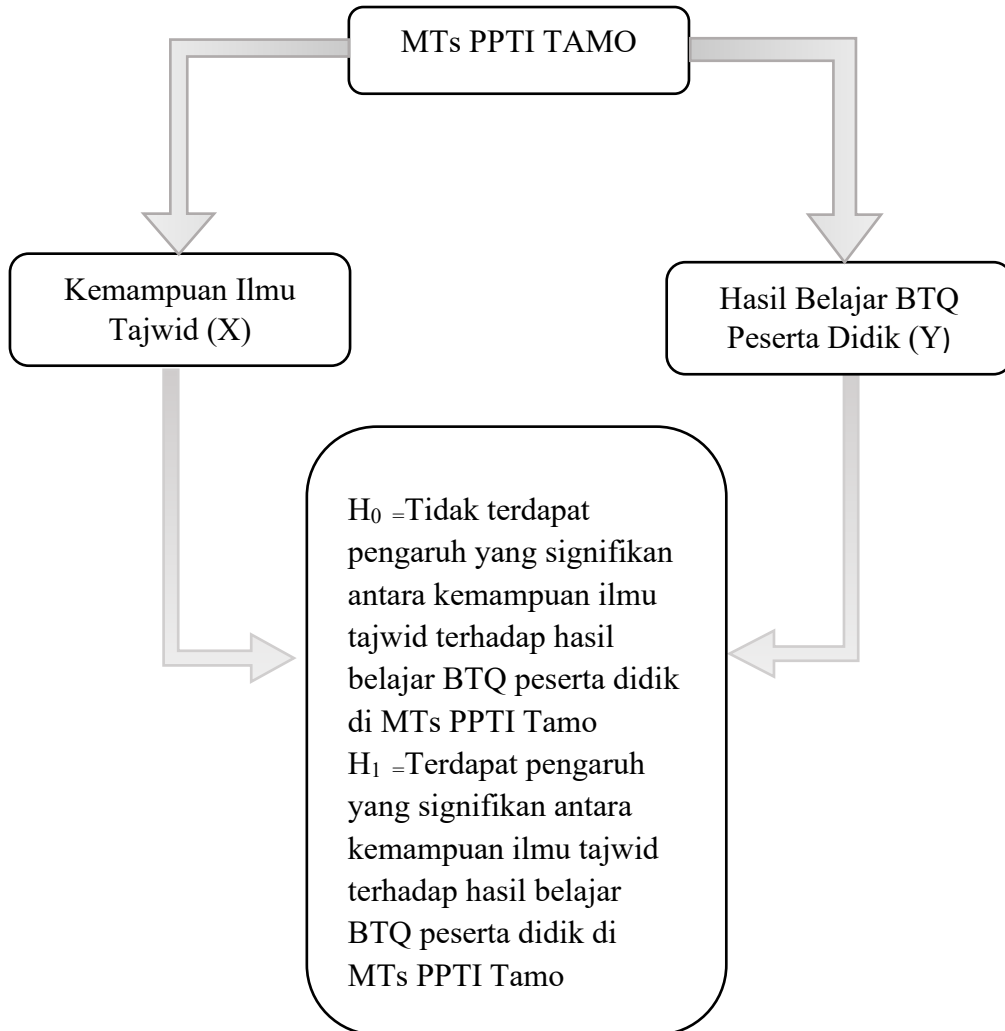 MTs PPTI TAMO
Kemampuan Ilmu
Tajwid (X)
Hasil Belajar BTQ
Peserta Didik (Y)
H₀ =Tidak terdapat
pengaruh yang signifikan
antara kemampuan ilmu
tajwid terhadap hasil
belajar BTQ peserta didik
di MTs PPTI Tamo
H₁ =Terdapat pengaruh
yang signifikan antara
kemampuan ilmu tajwid
terhadap hasil belajar
BTQ peserta didik di
MTs PPTI Tamo